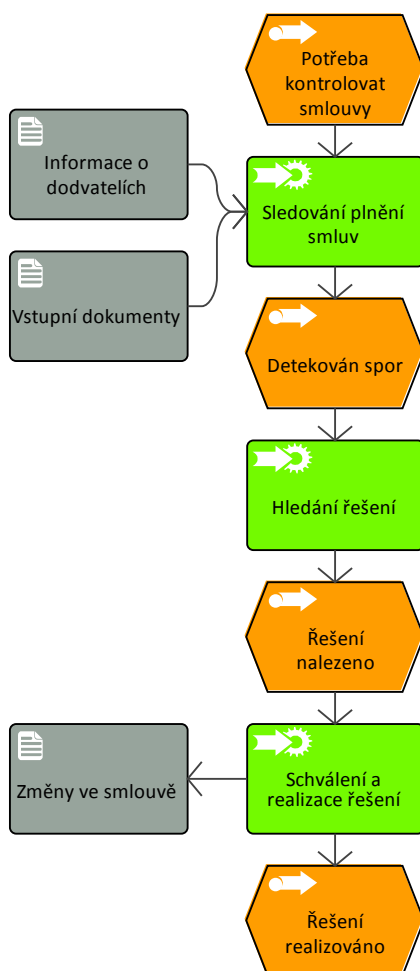 Potřeba
kontrolovat
smlouvy
Informace o
dodvatelích
Sledování plnění
smluv
Vstupní dokumenty
Detekován spor
Hledání řešení
Řešení
nalezeno
Změny ve smlouvě
Schválení a
realizace řešení
Řešení
realizováno